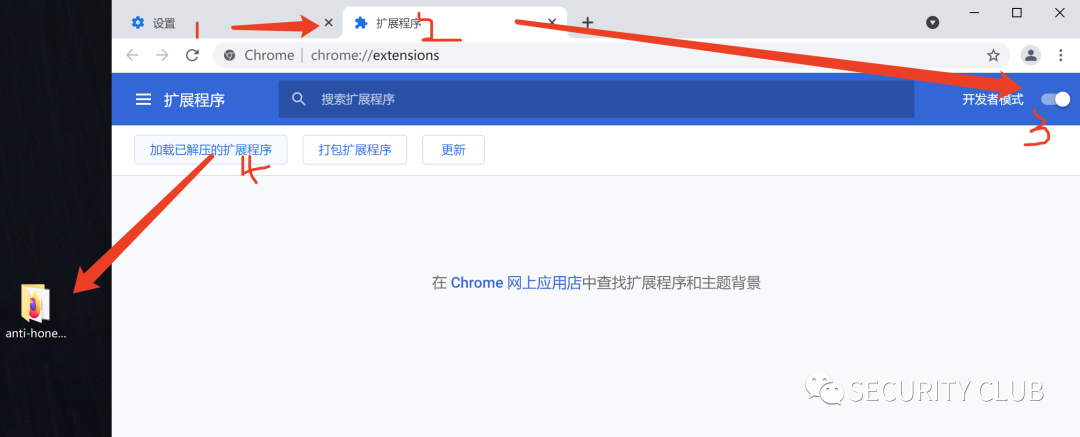 设置
1
扩展程序
2
Chrome | chrome://extensions
扩展程序
搜索扩展程序
开发者模式
3
加载已解压的扩展程序
打包扩展程序
更新
4
在 Chrome 网上应用店中查找扩展程序和主题背景
anti-hone...
SECURITY CLUB